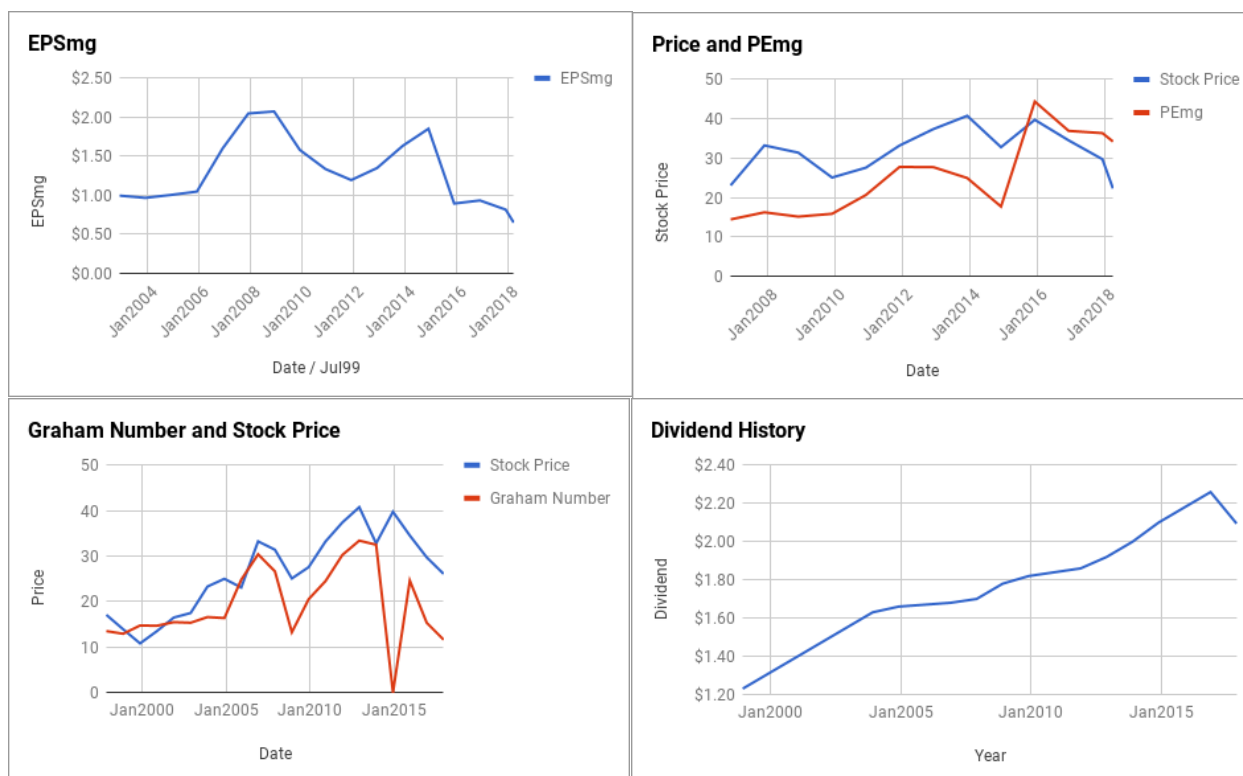 EPSmg
$2.50
$2.00
$1.50
$1.00
$0.50
$0.00
EPSmg
EPSmg
Jan2004
Jan2006
Jan2008
Jan2010
Jan2012
Jan2014
Jan2016
Jan2018
Date / Jul99
Price and PEmg
50
40
30
20
10
0
Stock Price
Stock Price
PEmg
Jan2008
Jan2010
Jan2012
Jan2014
Jan2016
Jan2018
Date
Graham Number and Stock Price
50
40
30
20
10
0
Price
Stock Price
Graham Number
Jan2000
Jan2005
Jan2010
Jan2015
Date
Dividend History
$2.40
$2.20
$2.00
$1.80
$1.60
$1.40
$1.20
Dividend
Jan2000
Jan2005
Jan2010
Jan2015
Year